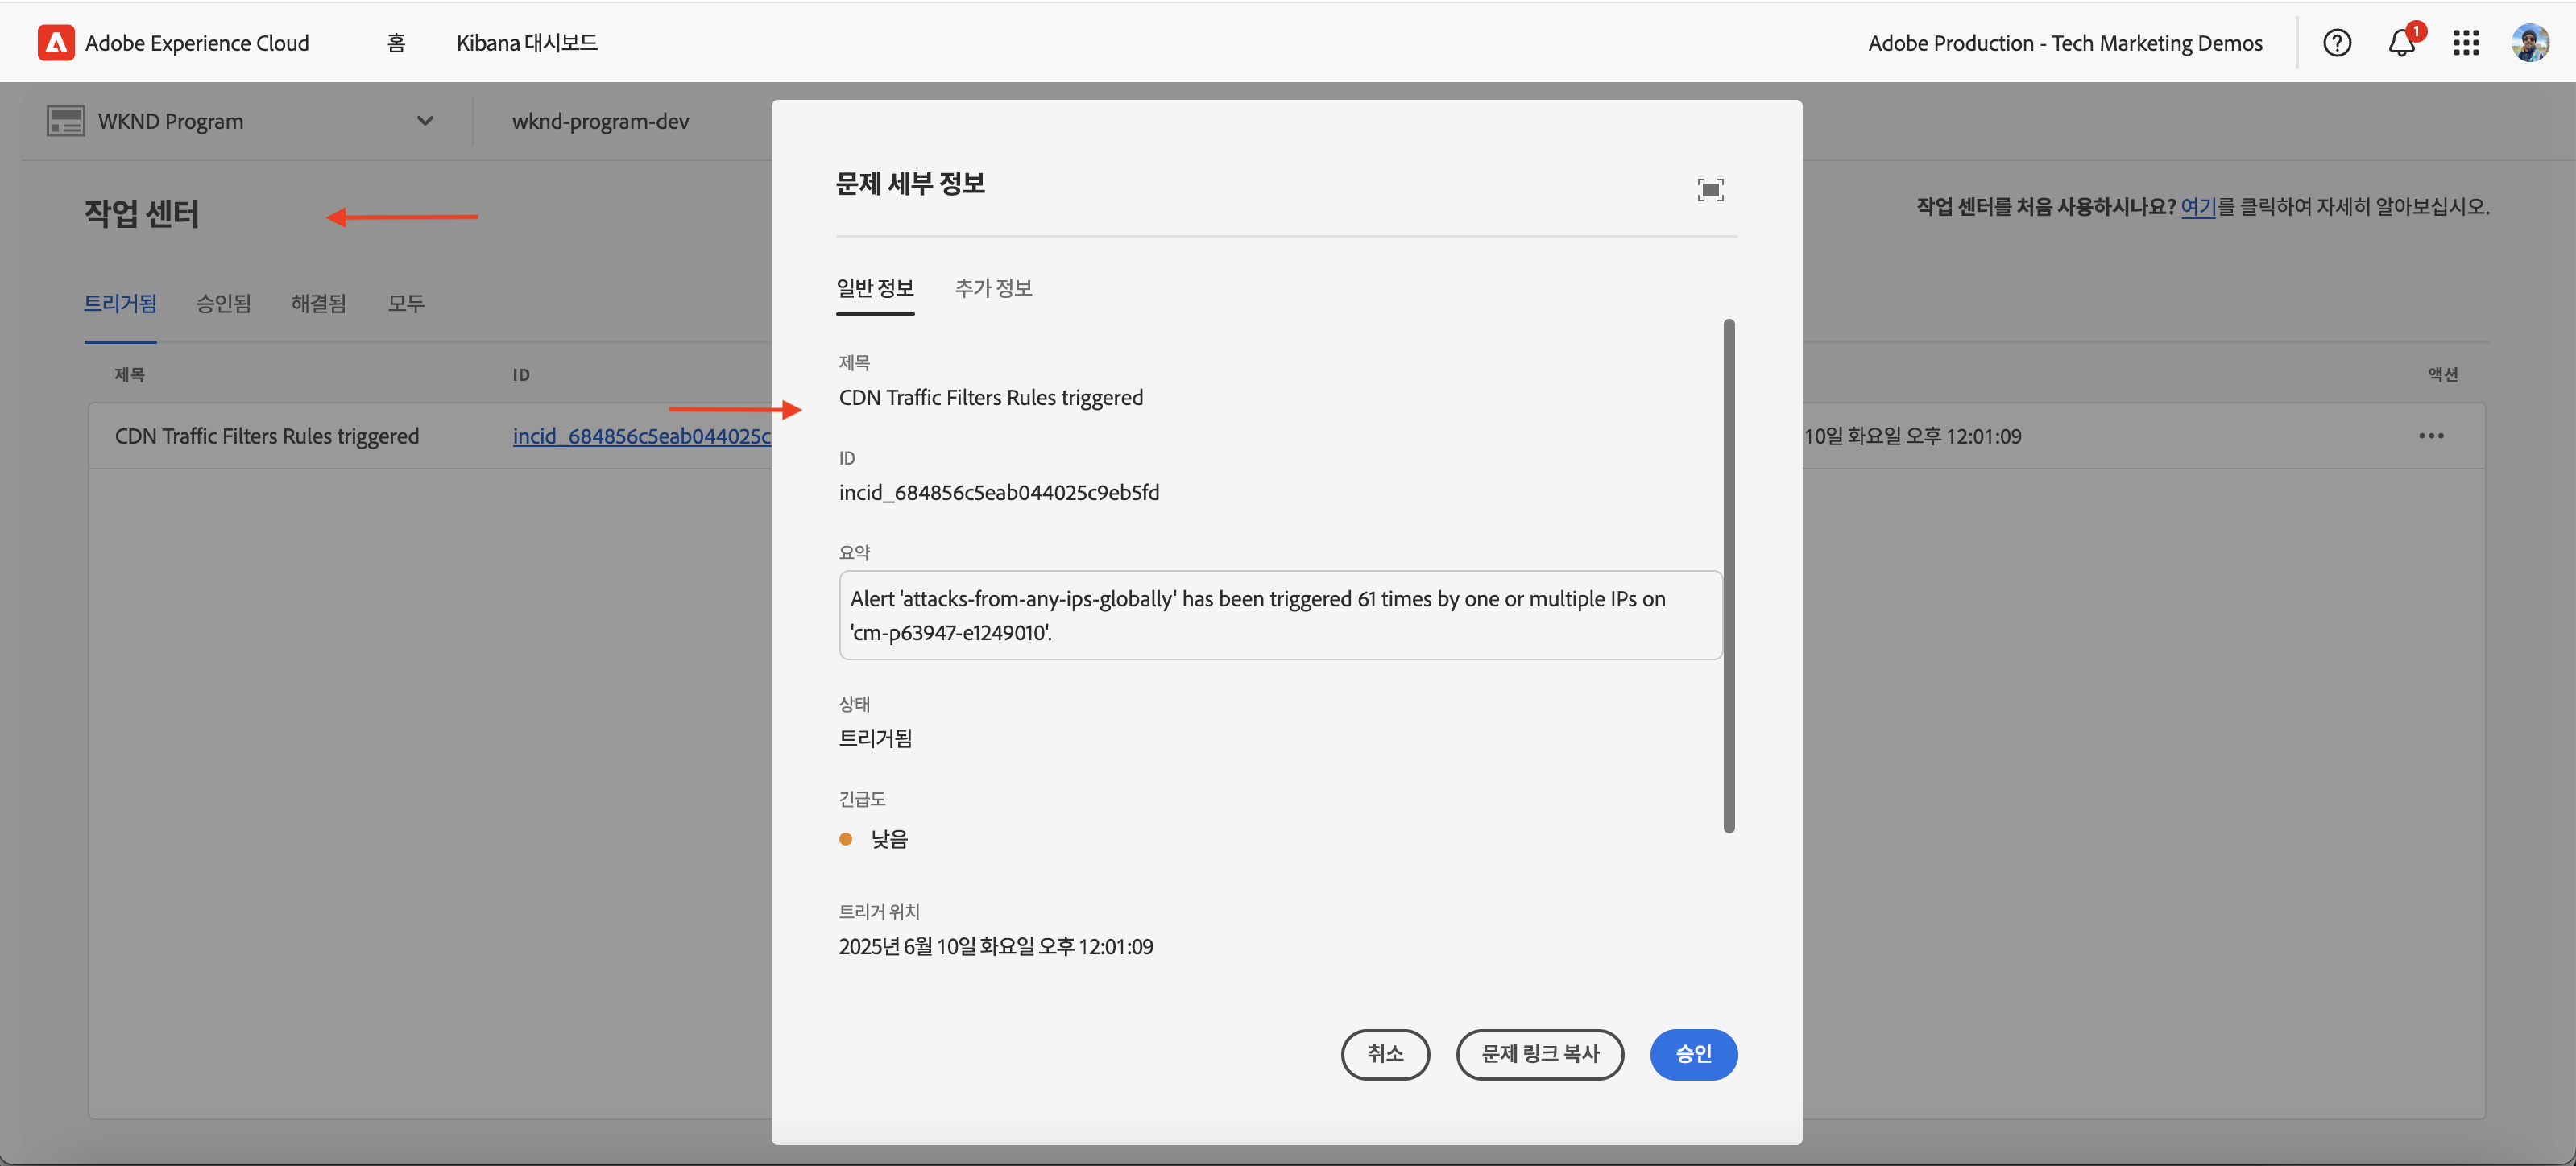 Adobe Experience Cloud 홈 Kibana 대시보드 Adobe Production - Tech Marketing Demos 1
WKND Program wknd-program-dev
작업 센터
작업 센터를 처음 사용하시나요? 여기를 클릭하여 자세히 알아보십시오.
트리거됨 승인됨 해결됨 모두
제목 ID 액션
CDN Traffic Filters Rules triggered incid_684856c5eab044025c 10일 화요일 오후 12:01:09
문제 세부 정보
일반 정보 추가 정보
제목
CDN Traffic Filters Rules triggered
ID
incid_684856c5eab044025c9eb5fd
요약
Alert 'attacks-from-any-ips-globally' has been triggered 61 times by one or multiple IPs on
'cm-p63947-e1249010'.
상태
트리거됨
긴급도
낮음
트리거 위치
2025년 6월 10일 화요일 오후 12:01:09
취소 문제 링크 복사 승인